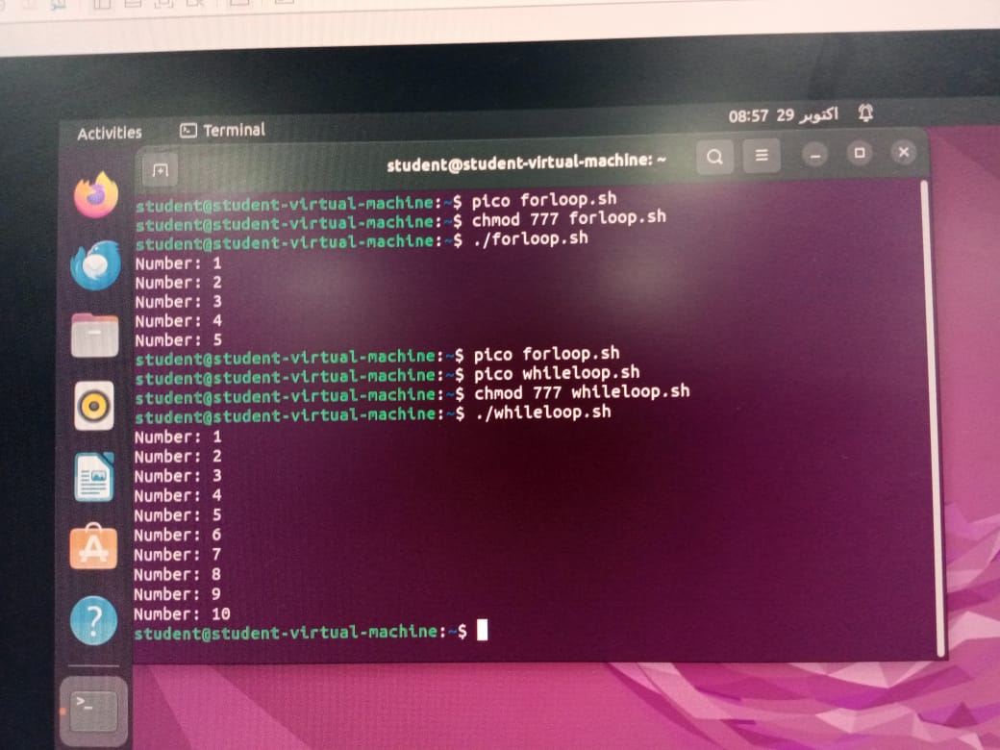 Activities
Terminal
08:57 29 اکتوبر
student@student-virtual-machine: ~
student@student-virtual-machine:~$ pico forloop.sh
student@student-virtual-machine:~$ chmod 777 forloop.sh
student@student-virtual-machine:~$ ./forloop.sh
Number: 1
Number: 2
Number: 3
Number: 4
Number: 5
student@student-virtual-machine:~$ pico forloop.sh
student@student-virtual-machine:~$ pico whileloop.sh
student@student-virtual-machine:~$ chmod 777 whileloop.sh
student@student-virtual-machine:~$ ./whileloop.sh
Number: 1
Number: 2
Number: 3
Number: 4
Number: 5
Number: 6
Number: 7
Number: 8
Number: 9
Number: 10
student@student-virtual-machine:~$